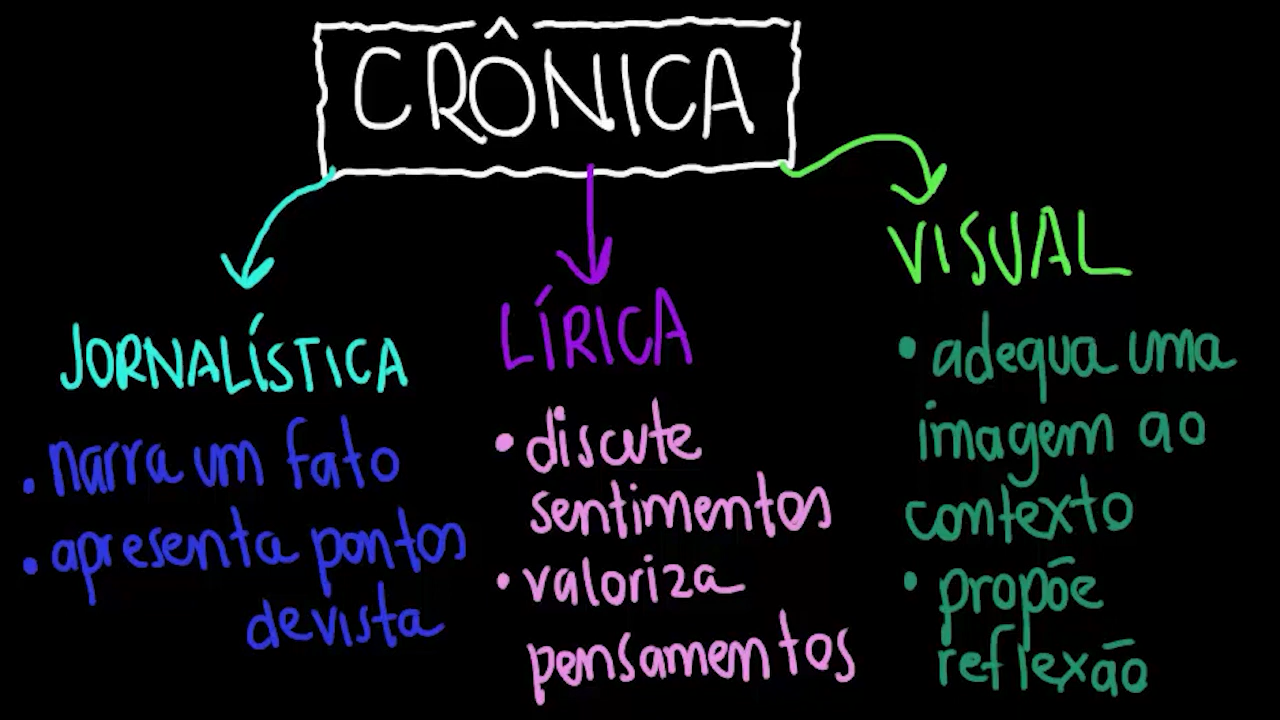 CRÔNICA
JORNALÍSTICA
• narra um fato
• apresenta pontos
de vista
LÍRICA
• discute
sentimentos
• valoriza
pensamentos
VISUAL
• adequa uma
imagem ao
contexto
• propõe
reflexão